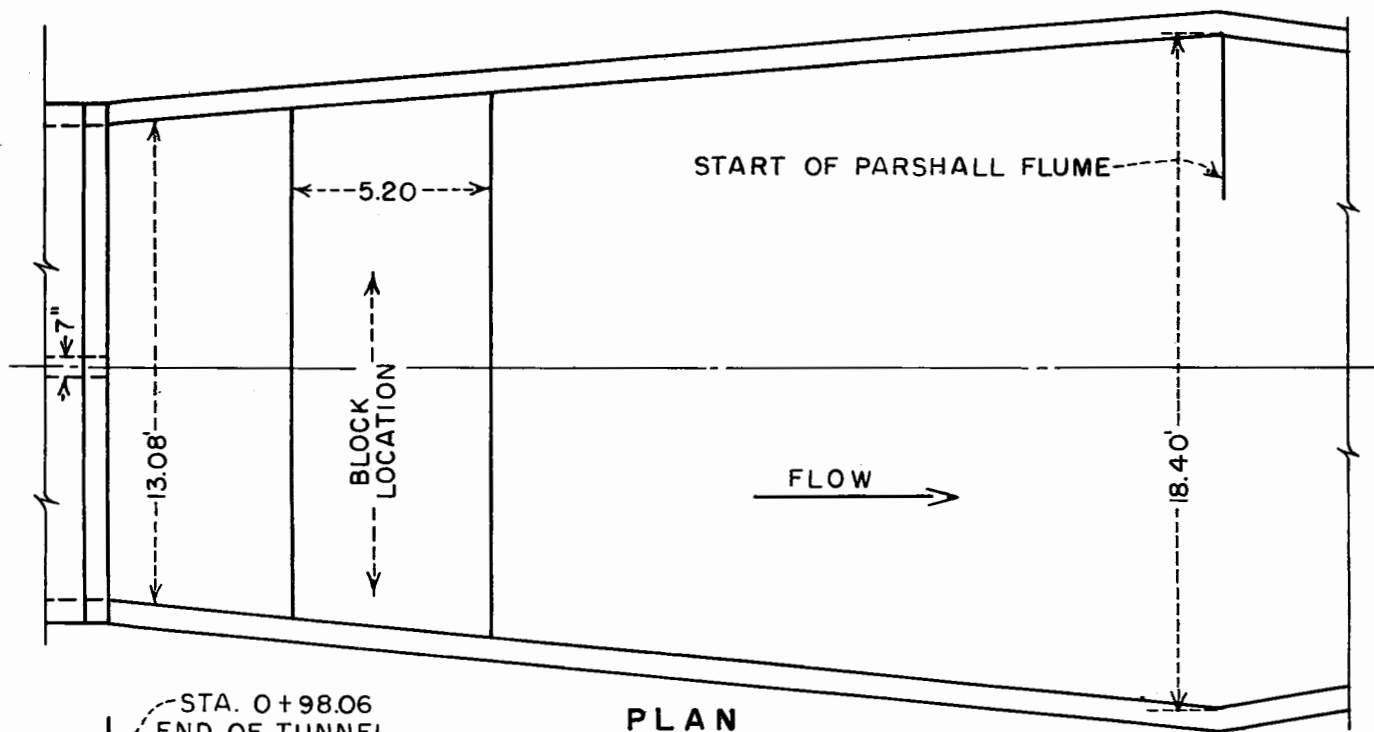 START OF PARSHALL FLUME
5.20
7"
BLOCK
LOCATION
13.08'
18.40'
FLOW
STA. 0+98.06
END OF TUNNEL
PLAN